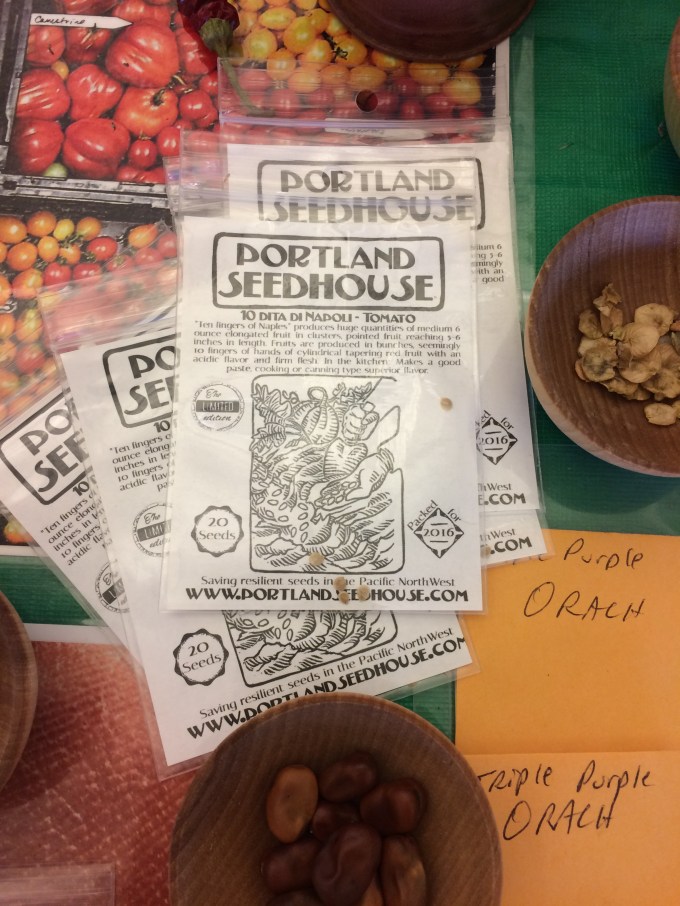 PORTLAND
SEEDHOUSE
PORTLAND
SEEDHOUSE
10 DITA DI NAPOLI - TOMATO
"Ten fingers of Naples" produces huge quantities of medium 6
ounce elongated fruit in clusters, pointed fruit reaching 5-6
inches in length. Fruits are produced in bunches, seemingly
10 fingers of hands of cylindrical tapering red fruit with an
acidic flavor and firm flesh. In the kitchen: Makes a good
paste, cooking or canning type superior flavor.
The
LIMITED
edition
20
Seeds
Packed for
2016
Saving resilient seeds in the Pacific NorthWest
WWW.PORTLANDSEEDHOUSE.COM
20
Seeds
Saving resilient seeds in the Pacific NorthWest
WWW.PORTLANDSEEDHOUSE.COM
Purple
ORACH
TRIPLE Purple
ORACH